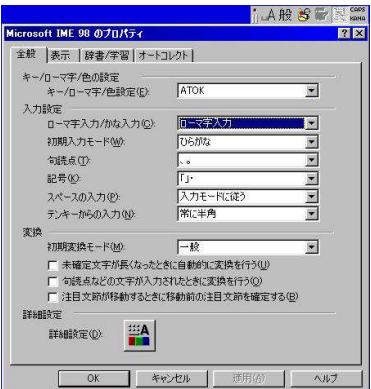 A 般 CAPS
KANA
Microsoft IME 98 のプロパティ
全般 表示 辞書/学習 オートコレクト
キー/ローマ字/色の設定
キー/ローマ字/色設定(E): ATOK
入力設定
ローマ字入力/かな入力(C): ローマ字入力
初期入力モード(W): ひらがな
句読点(T): 、。
記号(K): 「」・
スペースの入力(P): 入力モードに従う
テンキーからの入力(N): 常に半角
変換
初期変換モード(M): 一般
未確定文字が長くなったときに自動的に変換を行う(U)
句読点などの文字が入力されたときに変換を行う(O)
注目文節が移動するときに移動前の注目文節を確定する(B)
詳細設定
詳細設定(D): A
OK キャンセル 適用(A) ヘルプ